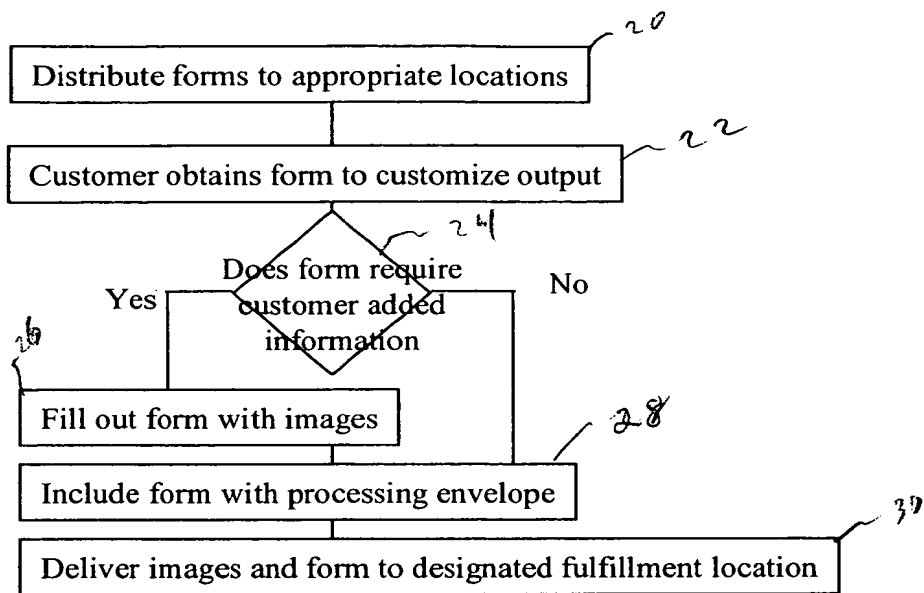 20
Distribute forms to appropriate locations
22
Customer obtains form to customize output
24
Does form require
customer added
information
Yes
No
26
Fill out form with images
28
Include form with processing envelope
30
Deliver images and form to designated fulfillment location